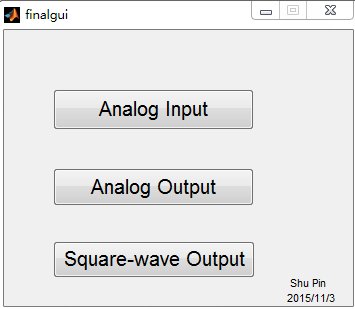 finalgui
Analog Input
Analog Output
Square-wave Output
Shu Pin
2015/11/3